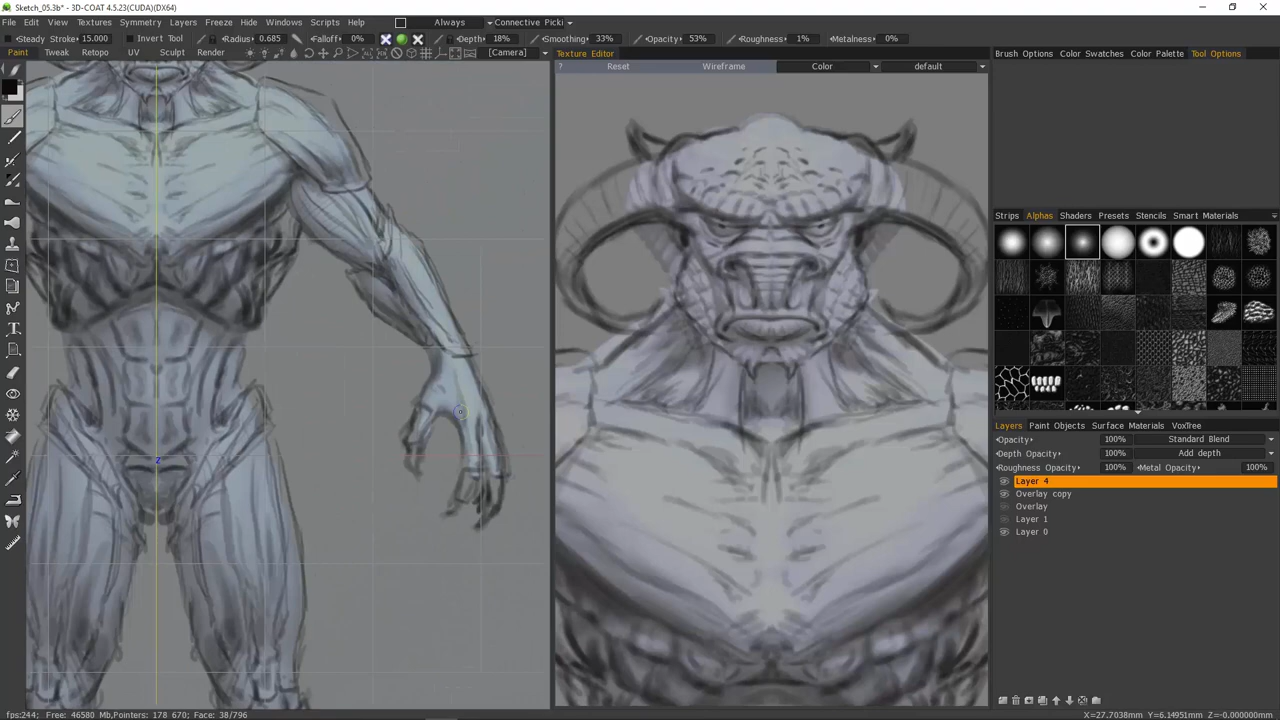 Sketch_05.3b* - 3D-COAT 4.5.23(CUDA)(DX64)
File Edit View Textures Symmetry Layers Freeze Hide Windows Scripts Help Always Connective Picki
Steady Stroke 15.000 Invert Tool Radius 0.685 Falloff 0% Depth 18% Smoothing 33% Opacity 53% Roughness 1% Metalness 0%
Paint Tweak Retopo UV Sculpt Render [Camera] Texture Editor Brush Options Color Swatches Color Palette Tool Options
? Reset Wireframe Color default
Strips Alphas Shaders Presets Stencils Smart Materials
Z
Layers Paint Objects Surface Materials VoxTree
Opacity 100% Standard Blend
Depth Opacity 100% Add depth
Roughness Opacity 100% Metal Opacity 100%
Layer 4
Overlay copy
Overlay
Layer 1
Layer 0
fps:244; Free: 46580 Mb,Pointers: 178 670; Face: 38/796 X=27.7038mm Y=6.14951mm Z=-0.000000mm